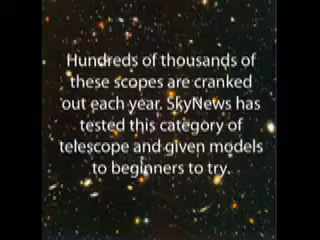 Hundreds of thousands of
these scopes are cranked
out each year. SkyNews has
tested this category of
telescope and given models
to beginners to try.